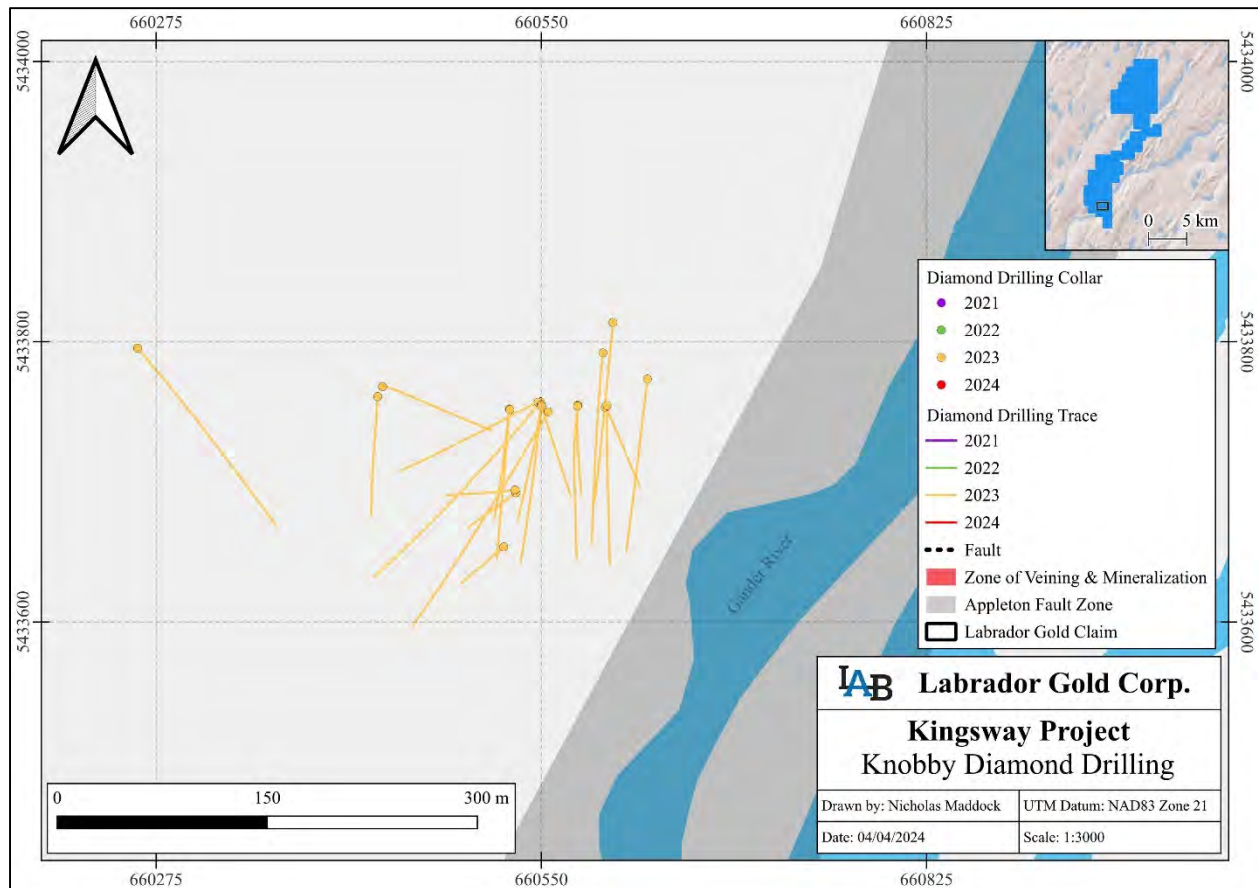 660275
660550
660825
5434000
5434000
0
5 km
Diamond Drilling Collar
2021
2022
2023
2024
Diamond Drilling Trace
2021
2022
2023
2024
Fault
Zone of Veining & Mineralization
Appleton Fault Zone
Labrador Gold Claim
5433800
5433800
Gander River
5433600
5433600
LAB Labrador Gold Corp.
Kingsway Project
Knobby Diamond Drilling
Drawn by: Nicholas Maddock
UTM Datum: NAD83 Zone 21
Date: 04/04/2024
Scale: 1:3000
0
150
300 m
660275
660550
660825